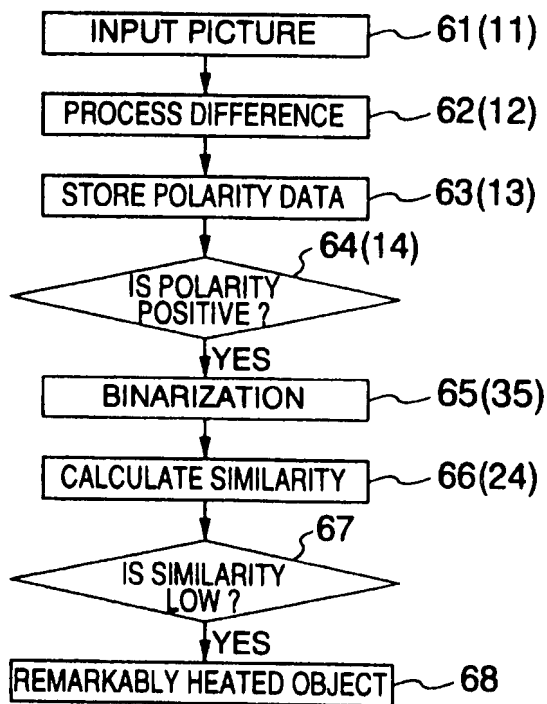 INPUT PICTURE 61(11)
PROCESS DIFFERENCE 62(12)
STORE POLARITY DATA 63(13)
64(14)
IS POLARITY
POSITIVE ?
YES
BINARIZATION 65(35)
CALCULATE SIMILARITY 66(24)
67
IS SIMILARITY
LOW ?
YES
REMARKABLY HEATED OBJECT 68